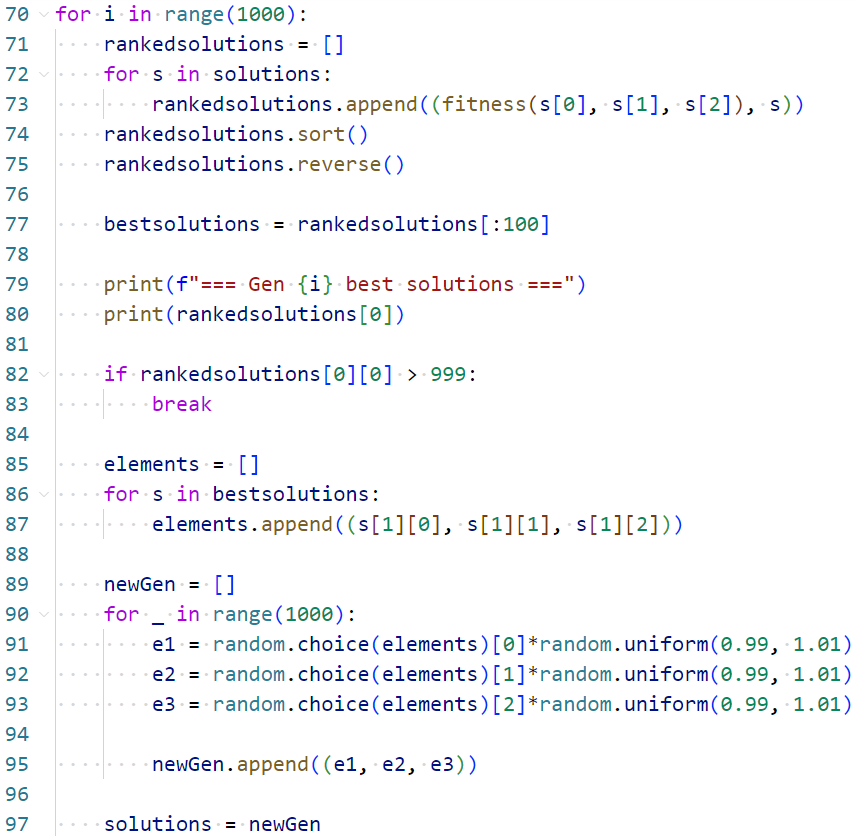 70 for i in range(1000):
71     rankedsolutions = []
72     for s in solutions:
73         rankedsolutions.append((fitness(s[0], s[1], s[2]), s))
74     rankedsolutions.sort()
75     rankedsolutions.reverse()
76
77     bestsolutions = rankedsolutions[:100]
78
79     print(f"=== Gen {i} best solutions ===")
80     print(rankedsolutions[0])
81
82     if rankedsolutions[0][0] > 999:
83         break
84
85     elements = []
86     for s in bestsolutions:
87         elements.append((s[1][0], s[1][1], s[1][2]))
88
89     newGen = []
90     for _ in range(1000):
91         e1 = random.choice(elements)[0]*random.uniform(0.99, 1.01)
92         e2 = random.choice(elements)[1]*random.uniform(0.99, 1.01)
93         e3 = random.choice(elements)[2]*random.uniform(0.99, 1.01)
94
95         newGen.append((e1, e2, e3))
96
97     solutions = newGen